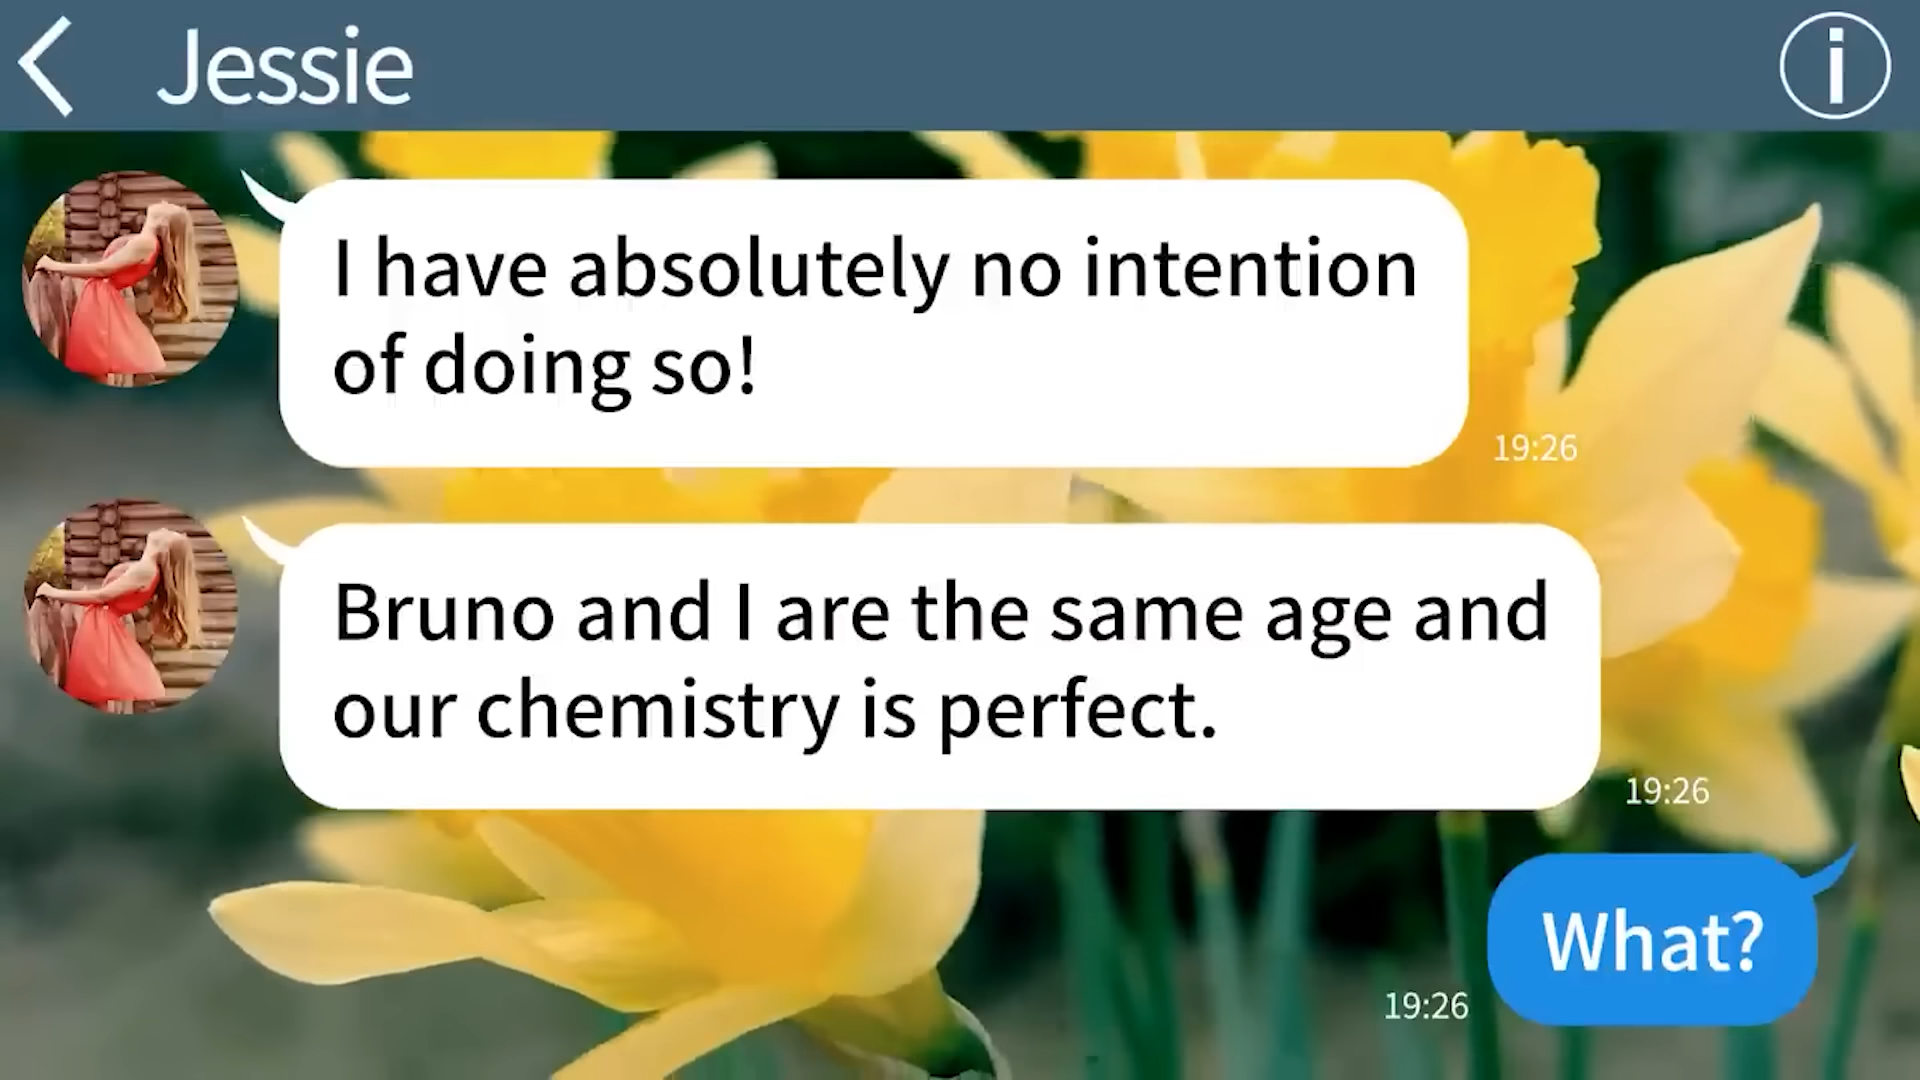 Jessie
I have absolutely no intention
of doing so!
19:26
Bruno and I are the same age and
our chemistry is perfect.
19:26
What?
19:26